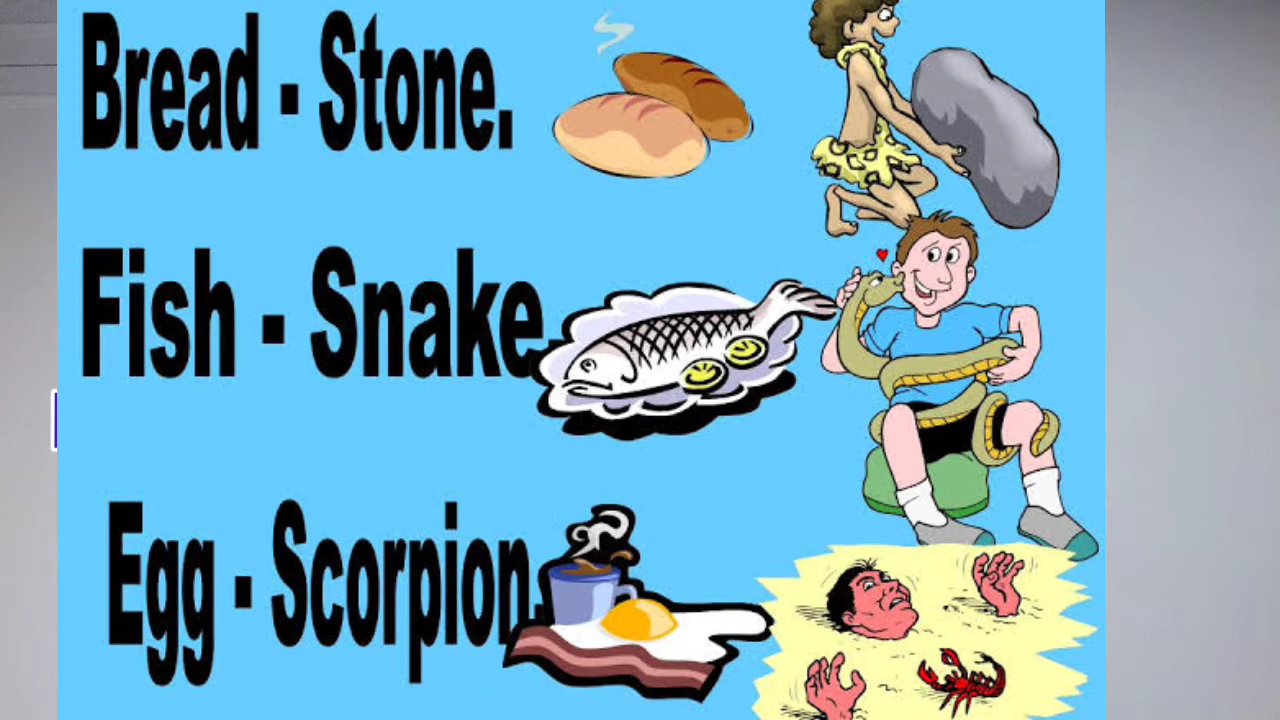 Bread - Stone.
Fish - Snake
Egg - Scorpion.